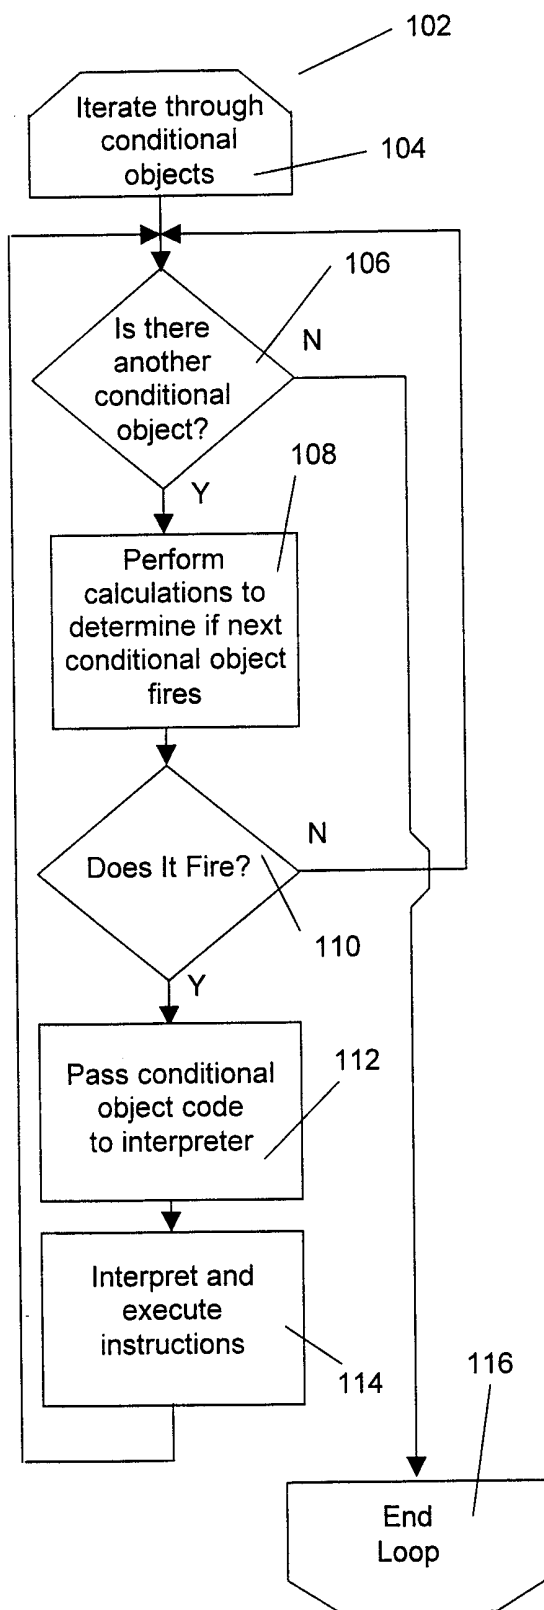 102
Iterate through
conditional
objects
104
106
Is there
another
conditional
object?
N
108
Y
Perform
calculations to
determine if next
conditional object
fires
N
Does It Fire?
110
Y
Pass conditional
object code
to interpreter
112
Interpret and
execute
instructions
114
116
End
Loop